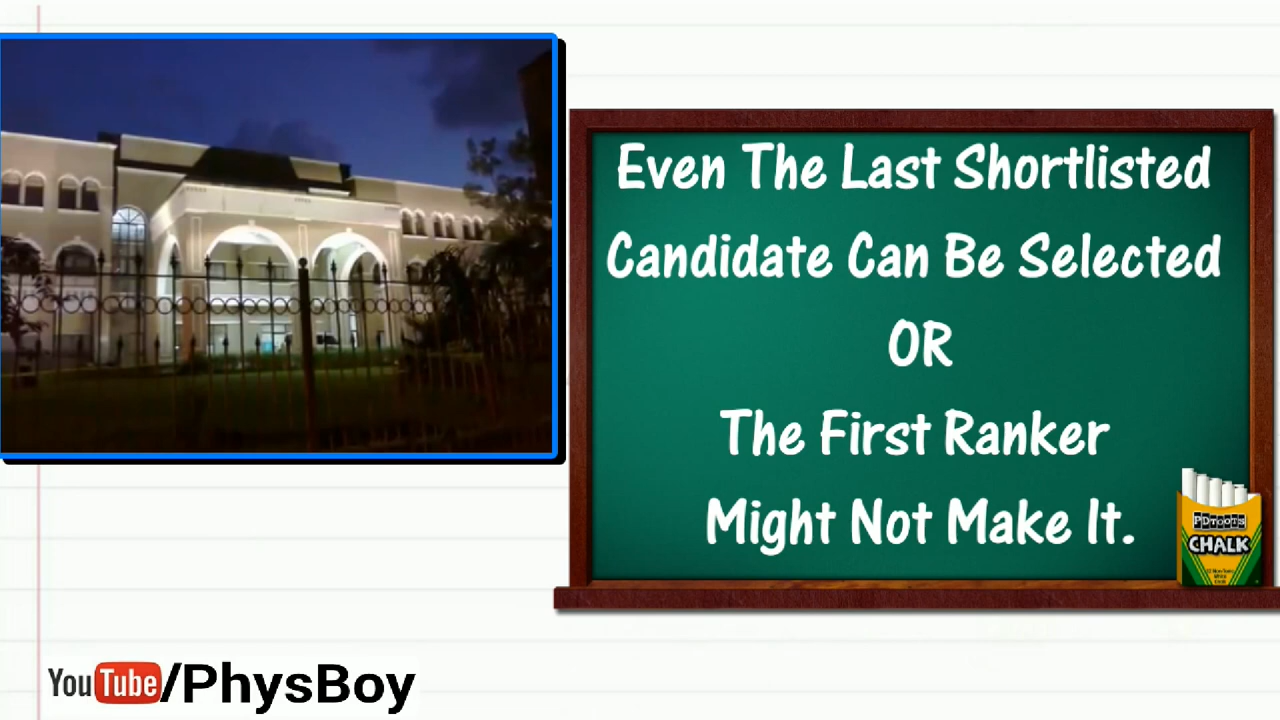 Even The Last Shortlisted
Candidate Can Be Selected
OR
The First Ranker
Might Not Make It.
PDTOOTS
CHALK
YouTube/PhysBoy